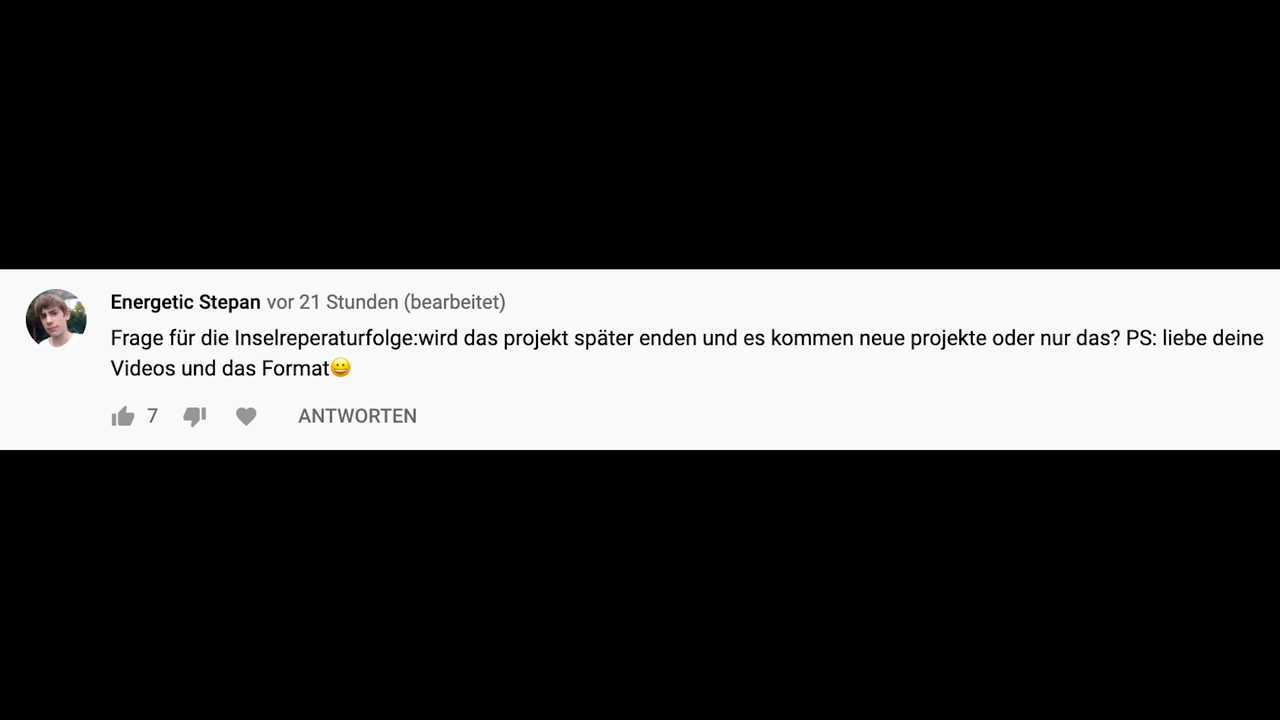 Energetic Stepan vor 21 Stunden (bearbeitet)
Frage für die Inselreperaturfolge:wird das projekt später enden und es kommen neue projekte oder nur das? PS: liebe deine
Videos und das Format😀
7 ANTWORTEN